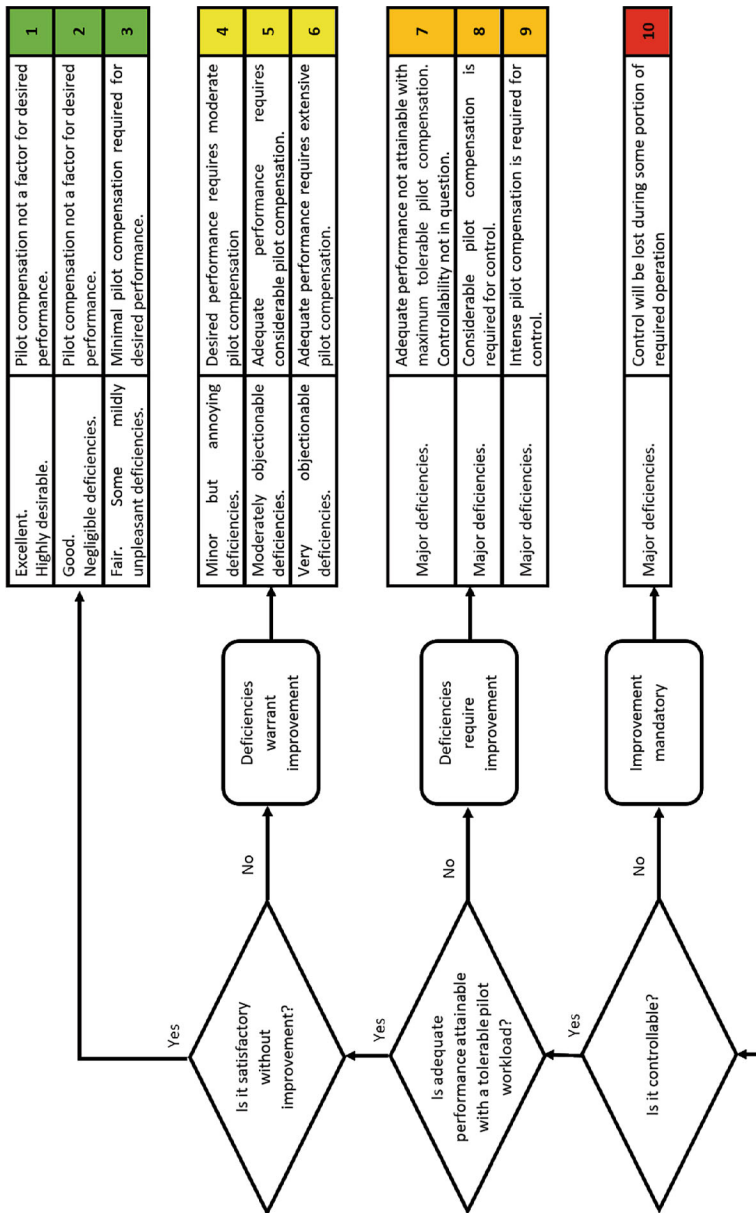 Excellent.
Highly desirable.
Pilot compensation not a factor for desired
performance.
1
Good.
Negligible deficiencies.
Pilot compensation not a factor for desired
performance.
2
Fair. Some mildly
unpleasant deficiencies.
Minimal pilot compensation required for
desired performance.
3
Yes
Is it satisfactory
without
improvement?
No
Deficiencies
warrant
improvement
Minor but annoying
deficiencies.
Desired performance requires moderate
pilot compensation
4
Moderately objectionable
deficiencies.
Adequate performance requires
considerable pilot compensation.
5
Very objectionable
deficiencies.
Adequate performance requires extensive
pilot compensation.
6
Yes
Is adequate
performance attainable
with a tolerable pilot
workload?
No
Deficiencies
require
improvement
Major deficiencies.
Adequate performance not attainable with
maximum tolerable pilot compensation.
Controllability not in question.
7
Major deficiencies.
Considerable pilot compensation is
required for control.
8
Major deficiencies.
Intense pilot compensation is required for
control.
9
Yes
Is it controllable?
No
Improvement
mandatory
Major deficiencies.
Control will be lost during some portion of
required operation
10